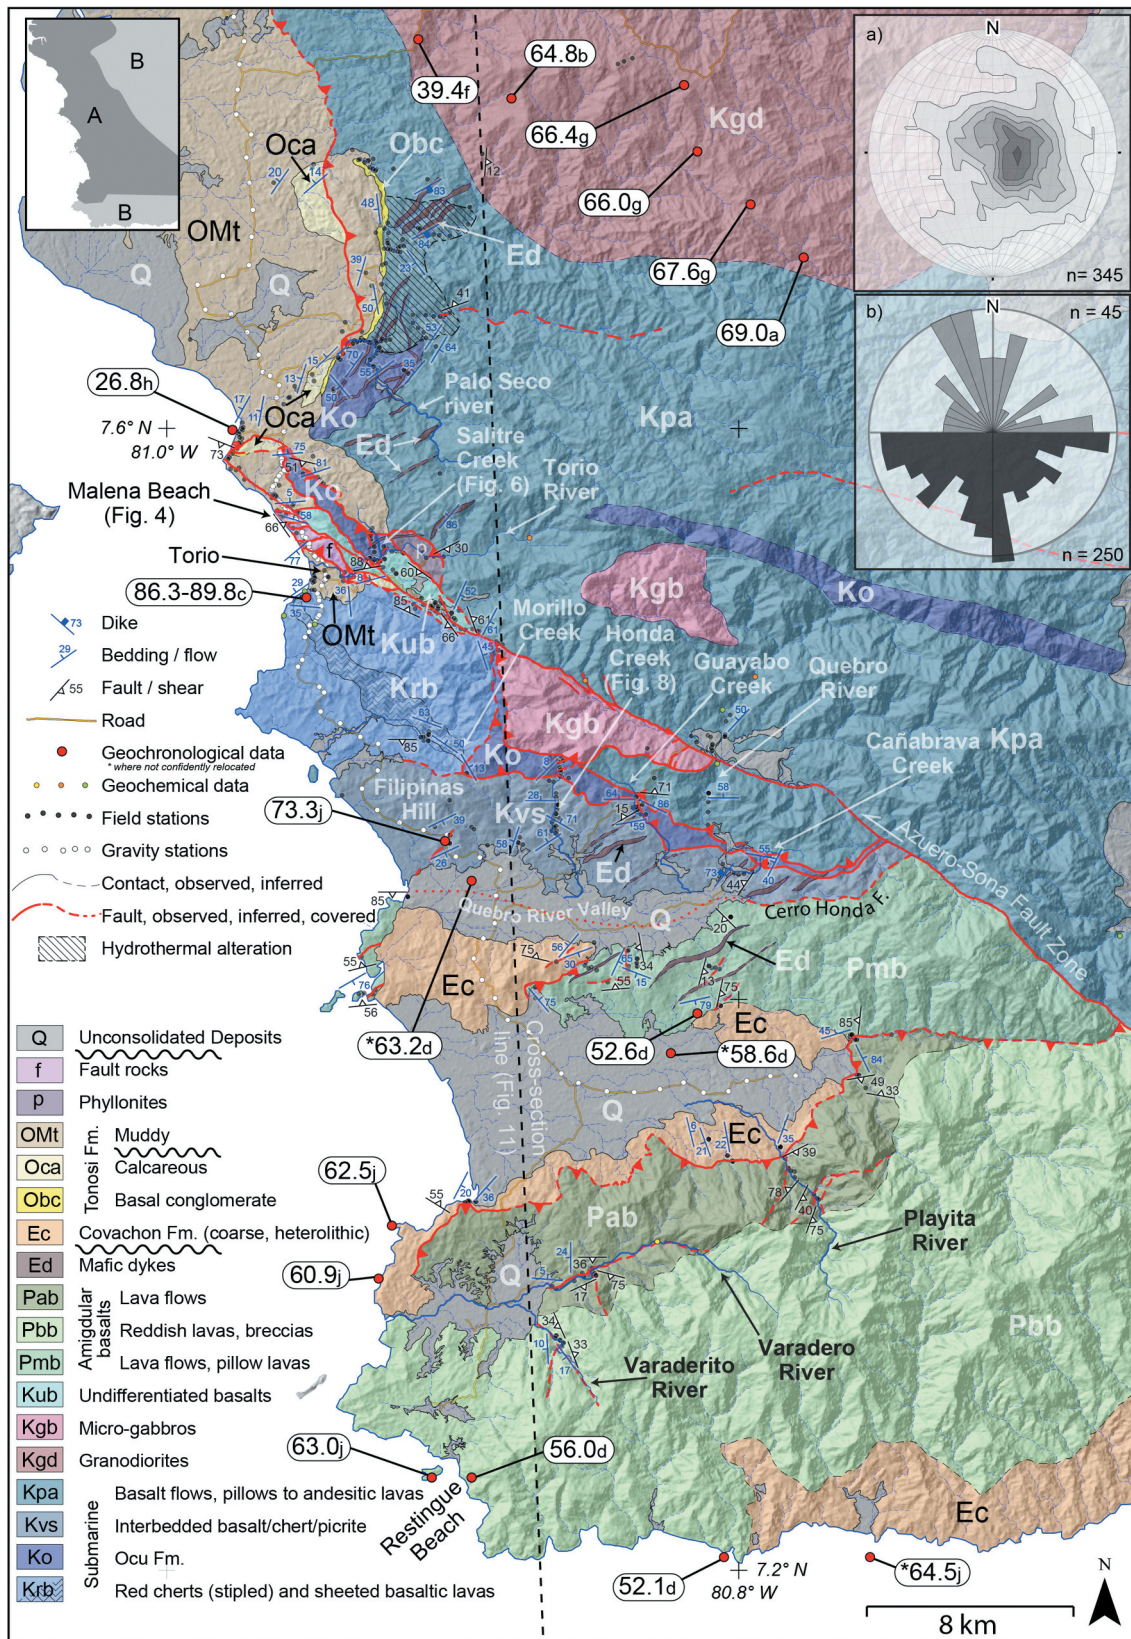 B
A
B
a)
N
n= 345
b)
N
n = 45
n = 250
39.4f
64.8b
66.4g
66.0g
67.6g
69.0a
Kgd
Oca
Obc
OMt
Q
Q
Ed
Oca
Ko
Kpa
Palo Seco
river
Ed
Salitre
Creek
(Fig. 6)
Torio
River
26.8h
7.6° N
81.0° W
Malena Beach
(Fig. 4)
Ko
f
p
Torio
86.3-89.8c
OMt
Kub
Krb
Kgb
Ko
Morillo
Creek
Honda
Creek
(Fig. 8)
Guayabo
Creek
Quebro
River
Kgb
Ko
Cañabrava
Creek
Kpa
Filipinas
Hill
Kvs
Ed
73.3j
Quebro River Valley
Q
Cerro Honda F.
Azuero-Sona Fault Zone
Ed
Pmb
Ec
*63.2d
52.6d
Ec
*58.6d
Cross-section
line (Fig. 11)
Q
Ec
62.5j
60.9j
Pab
Q
Playita
River
Varadero
River
Varaderito
River
Pbb
63.0j
56.0d
Restingue
Beach
52.1d
7.2° N
80.8° W
Ec
*64.5j
N
8 km
73 Dike
29 Bedding / flow
55 Fault / shear
Road
Geochronological data
* where not confidently relocated
Geochemical data
Field stations
Gravity stations
Contact, observed, inferred
Fault, observed, inferred, covered
Hydrothermal alteration
Q Unconsolidated Deposits
f Fault rocks
p Phyllonites
Tonosi Fm.
OMt Muddy
Oca Calcareous
Obc Basal conglomerate
Ec Covachon Fm. (coarse, heterolithic)
Ed Mafic dykes
Amigdular
basalts
Pab Lava flows
Pbb Reddish lavas, breccias
Pmb Lava flows, pillow lavas
Kub Undifferentiated basalts
Kgb Micro-gabbros
Kgd Granodiorites
Submarine
Kpa Basalt flows, pillows to andesitic lavas
Kvs Interbedded basalt/chert/picrite
Ko Ocu Fm.
Krb Red cherts (stipled) and sheeted basaltic lavas